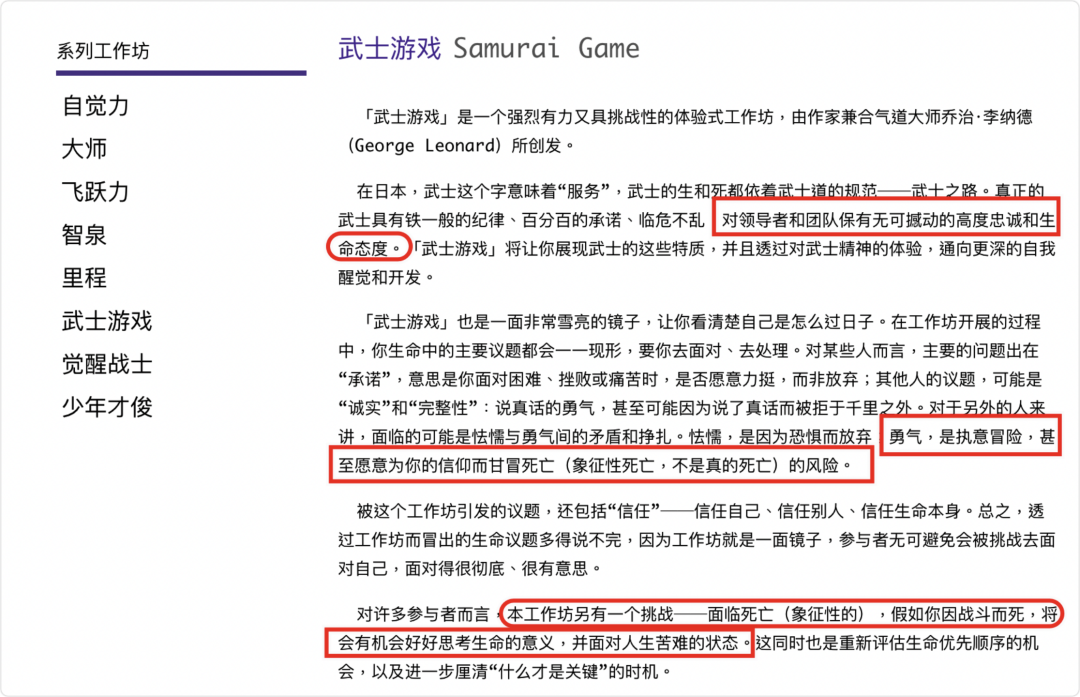 系列工作坊
自觉力
大师
飞跃力
智泉
里程
武士游戏
觉醒战士
少年才俊
武士游戏 Samurai Game
「武士游戏」是一个强烈有力又具挑战性的体验式工作坊，由作家兼合气道大师乔治·李纳德
（George Leonard）所创发。
在日本，武士这个字意味着“服务”，武士的生和死都依着武士道的规范——武士之路。真正的
武士具有铁一般的纪律、百分百的承诺、临危不乱 对领导者和团队保有无可撼动的高度忠诚和生
命态度。「武士游戏」将让你展现武士的这些特质，并且透过对武士精神的体验，通向更深的自我
醒觉和开发。
「武士游戏」也是一面非常雪亮的镜子，让你看清楚自己是怎么过日子。在工作坊开展的过程
中，你生命中的主要议题都会一一现形，要你去面对、去处理。对某些人而言，主要的问题出在
“承诺”，意思是你面对困难、挫败或痛苦时，是否愿意力挺，而非放弃；其他人的议题，可能是
“诚实”和“完整性”：说真话的勇气，甚至可能因为说了真话而被拒于千里之外。对于另外的人来
讲，面临的可能是怯懦与勇气间的矛盾和挣扎。怯懦，是因为恐惧而放弃 勇气，是执意冒险，甚
至愿意为你的信仰而甘冒死亡（象征性死亡，不是真的死亡）的风险。
被这个工作坊引发的议题，还包括“信任”——信任自己、信任别人、信任生命本身。总之，透
过工作坊而冒出的生命议题多得说不完，因为工作坊就是一面镜子，参与者无可避免会被挑战去面
对自己，面对得很彻底、很有意思。
对许多参与者而言，本工作坊另有一个挑战——面临死亡（象征性的），假如你因战斗而死，将
会有机会好好思考生命的意义，并面对人生苦难的状态。这同时也是重新评估生命优先顺序的机
会，以及进一步厘清“什么才是关键”的时机。